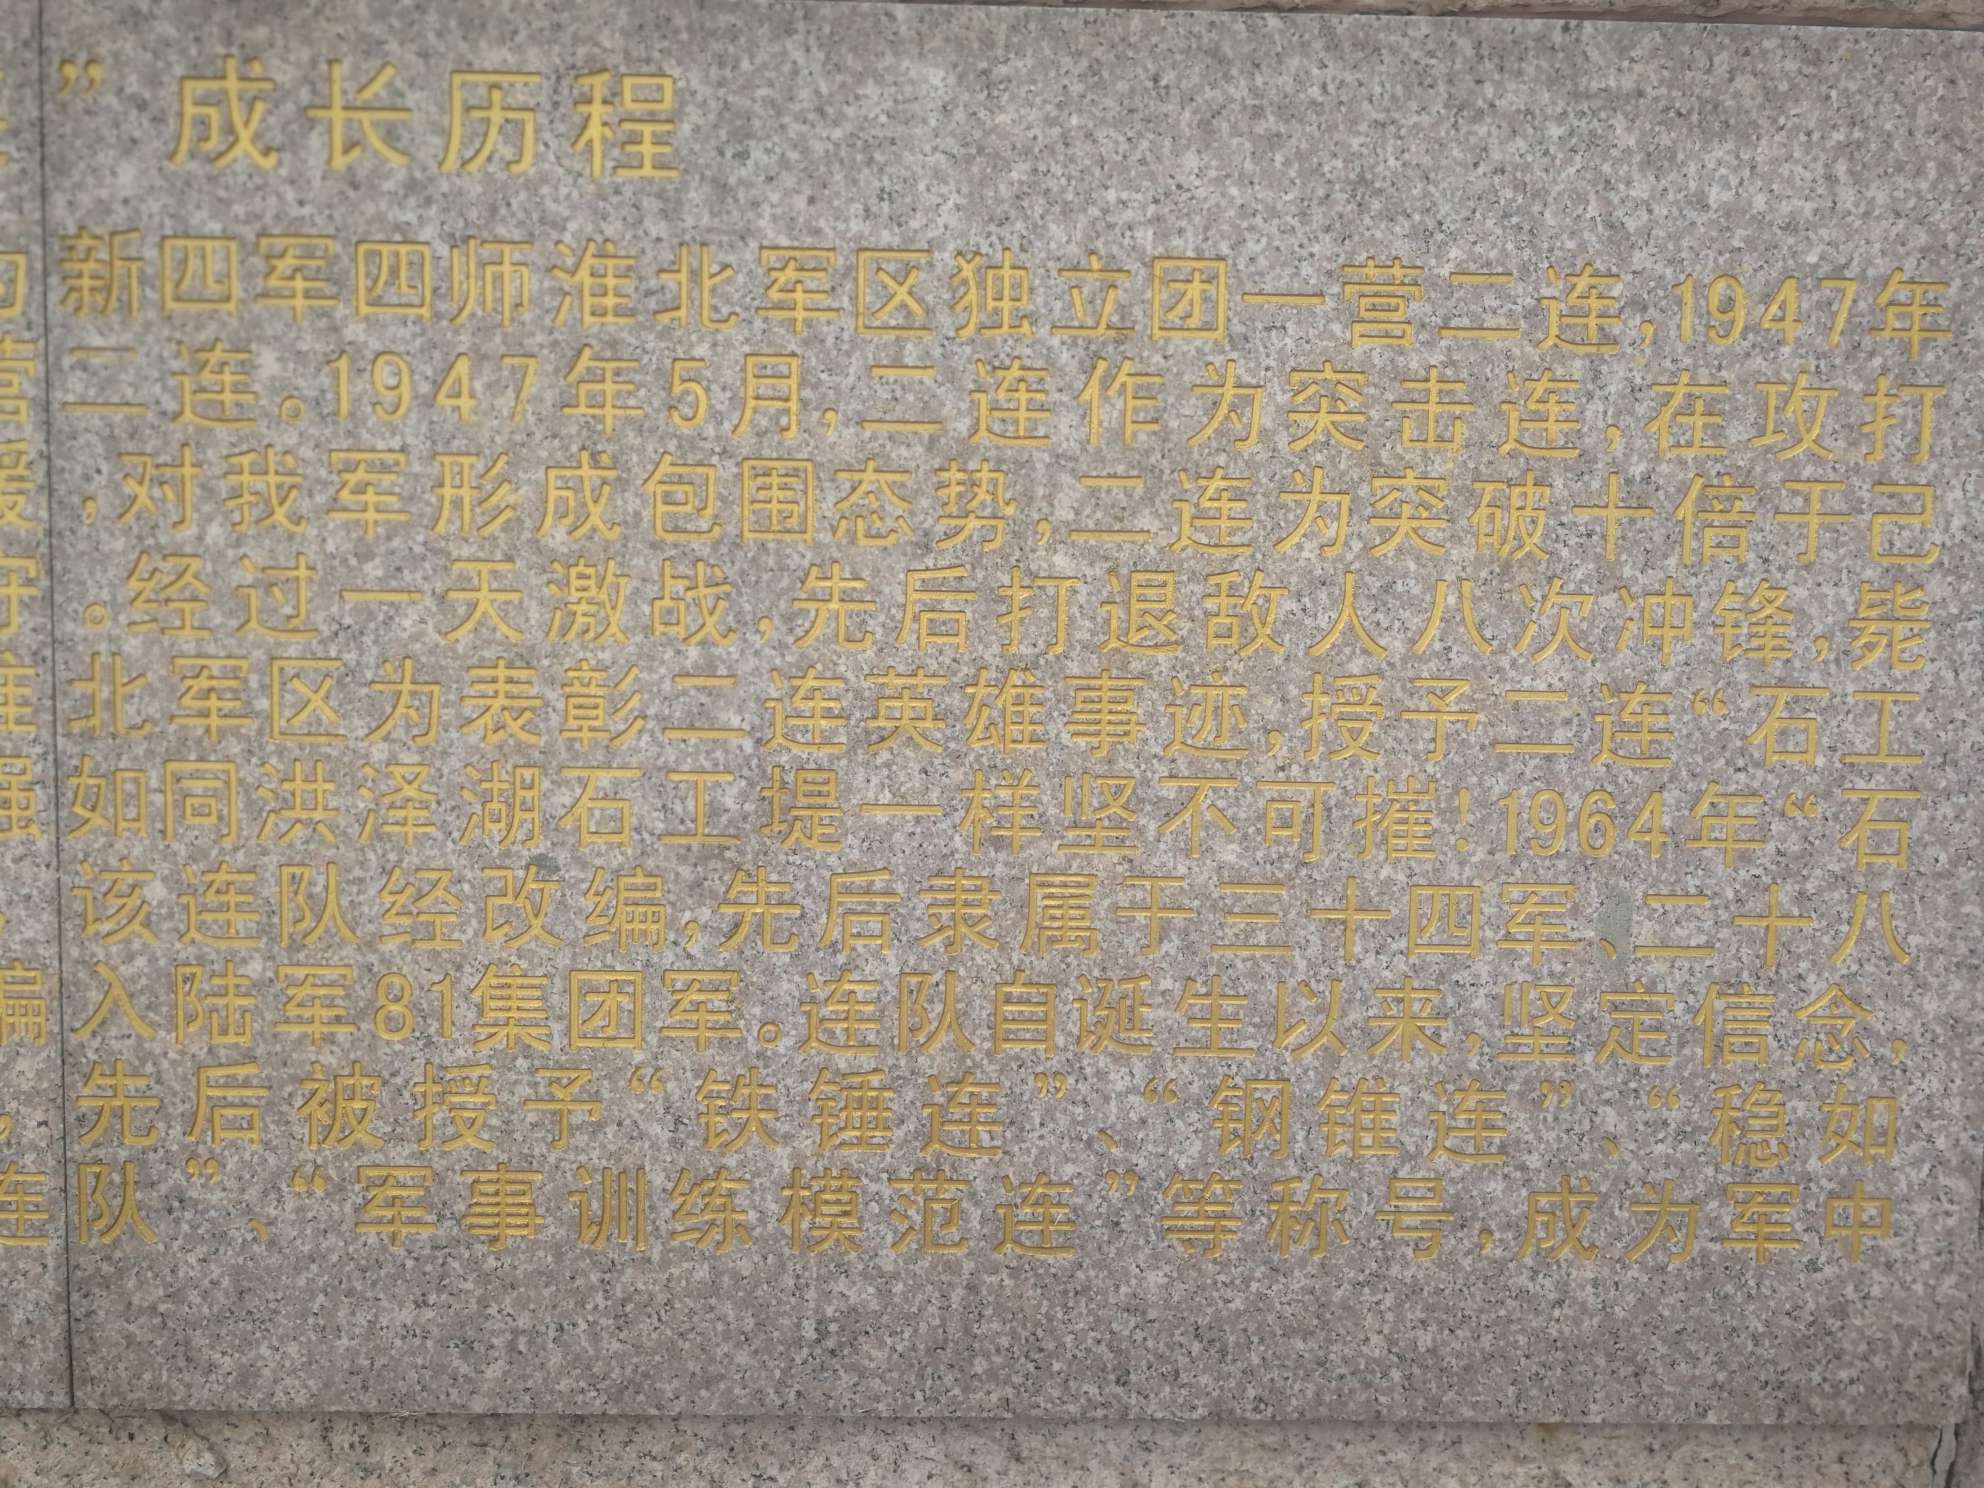 ”成长历程
新四军四师淮北军区独立团一营二连,1947年
营二连。1947年5月,二连作为突击连,在攻打
援,对我军形成包围态势,二连为突破十倍于己
守。经过一天激战,先后打退敌人八次冲锋,毙
淮北军区为表彰二连英雄事迹,授予二连“石工
强如同洪泽湖石工堤一样坚不可摧!1964年“石
,该连队经改编,先后隶属于三十四军、二十八
编入陆军81集团军。连队自诞生以来,坚定信念,
,先后被授予“铁锤连”、“钢锥连”、“稳如
连队”、“军事训练模范连”等称号,成为军中